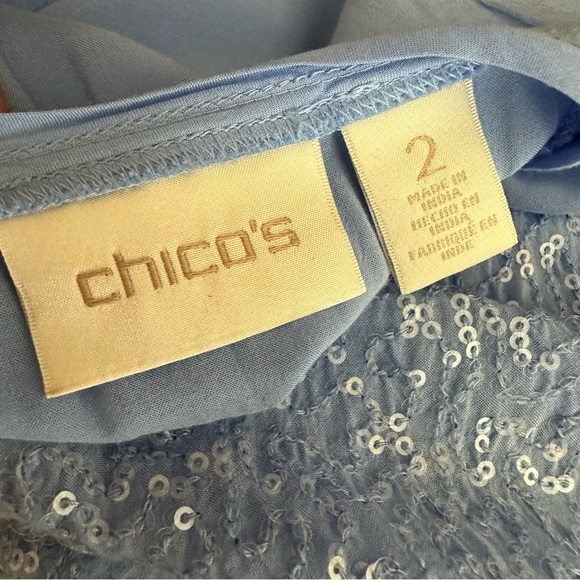 chico's
2
MADE IN
INDIA
HECHO EN
INDIA
FABRIQUÉ EN
INDE